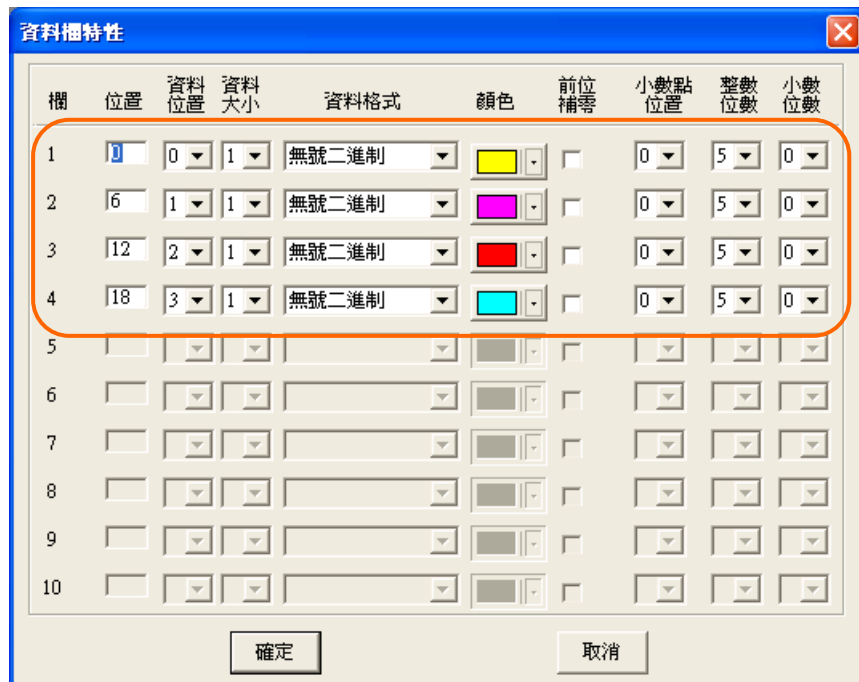 資料欄特性
欄 位置 資料位置 資料大小 資料格式 顏色 前位補零 小數點位置 整數位數 小數位數
1 0 0 1 無號二進制 0 5 0
2 6 1 1 無號二進制 0 5 0
3 12 2 1 無號二進制 0 5 0
4 18 3 1 無號二進制 0 5 0
5
6
7
8
9
10
確定 取消